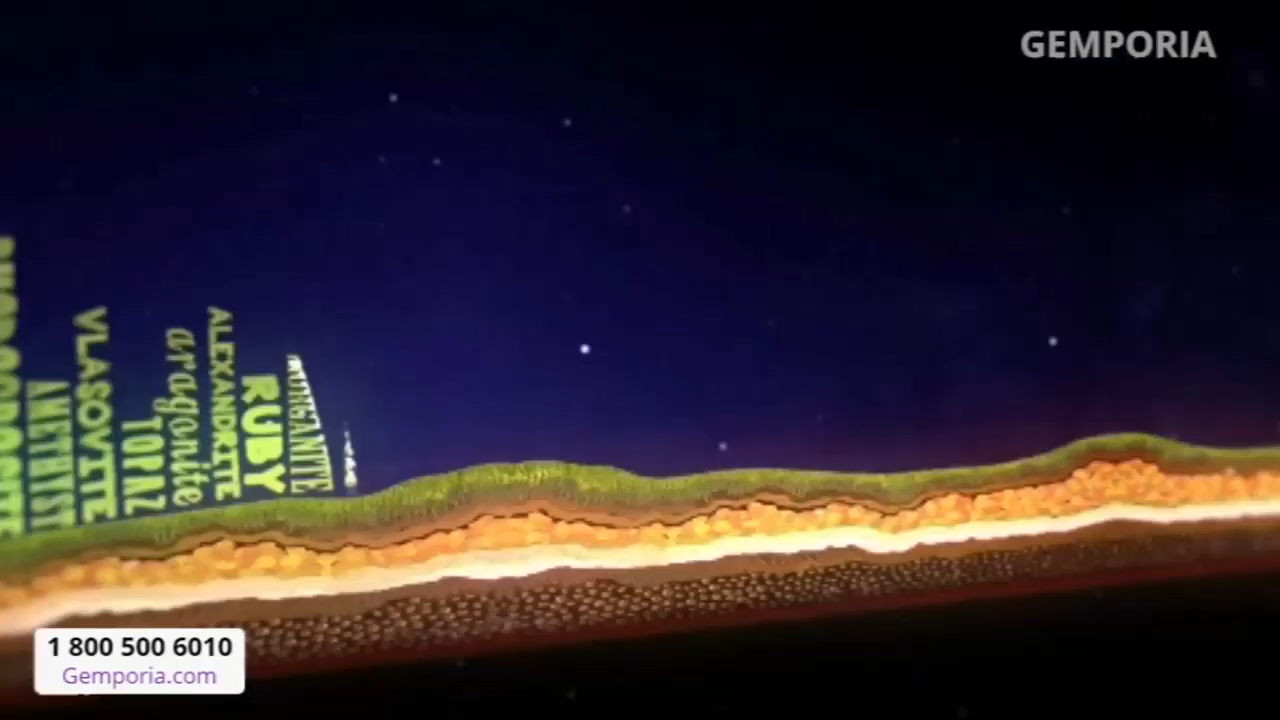 GEMPORIA
AMETHYST
VLASOVITE
TOPAZ
aragonite
ALEXANDRITE
RUBY
MORGANITE
1 800 500 6010
Gemporia.com